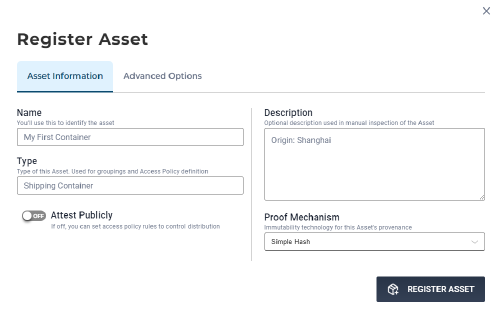 Register Asset
Asset Information
Advanced Options
Name
You'll use this to identify the asset
My First Container
Type
Type of this Asset. Used for groupings and Access Policy definition
Shipping Container
OFF
Attest Publicly
If off, you can set access policy rules to control distribution
Description
Optional description used in manual inspection of the Asset
Origin: Shanghai
Proof Mechanism
Immutability technology for this Asset's provenance
Simple Hash
REGISTER ASSET